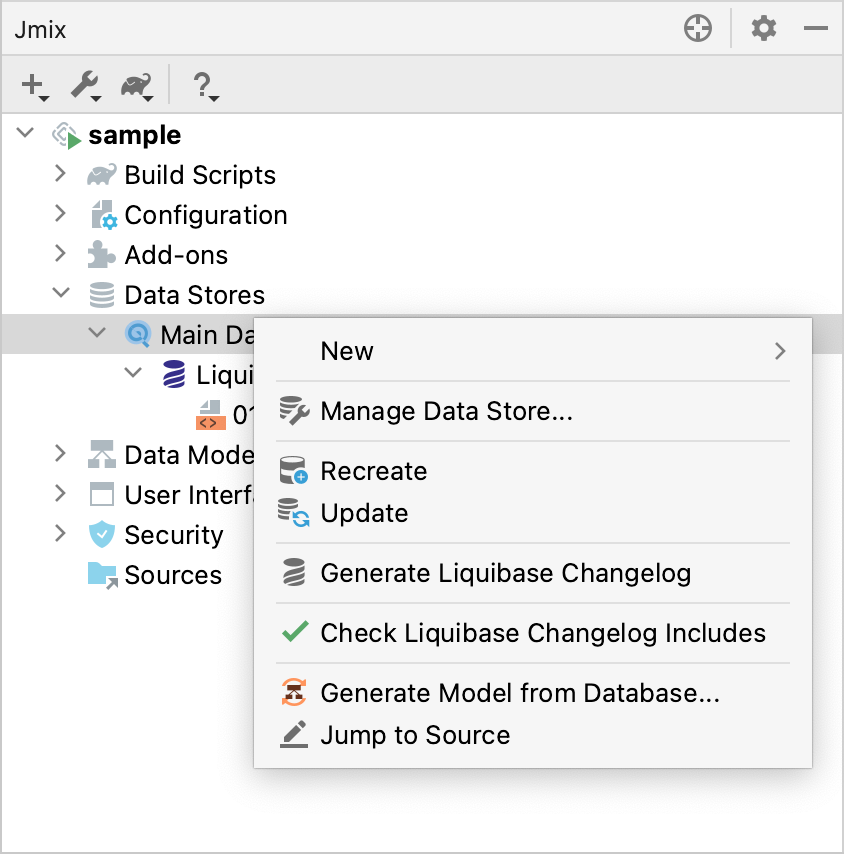 Jmix
sample
Build Scripts
Configuration
Add-ons
Data Stores
Main Da
Liqui
01
Data Mode
User Interf
Security
Sources
New
Manage Data Store...
Recreate
Update
Generate Liquibase Changelog
Check Liquibase Changelog Includes
Generate Model from Database...
Jump to Source